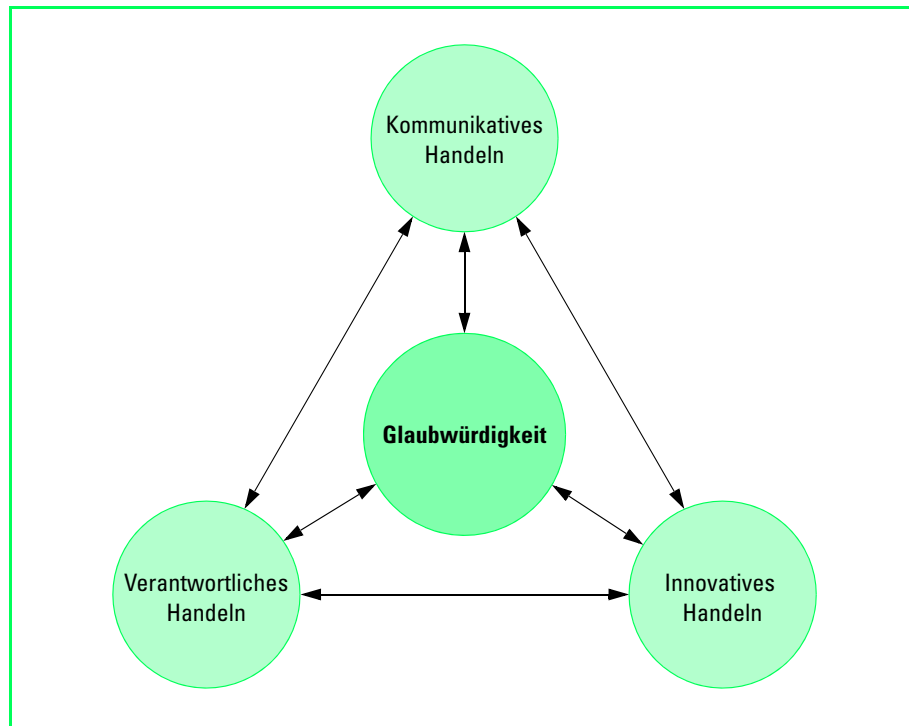 Kommunikatives
Handeln
Glaubwürdigkeit
Verantwortliches
Handeln
Innovatives
Handeln